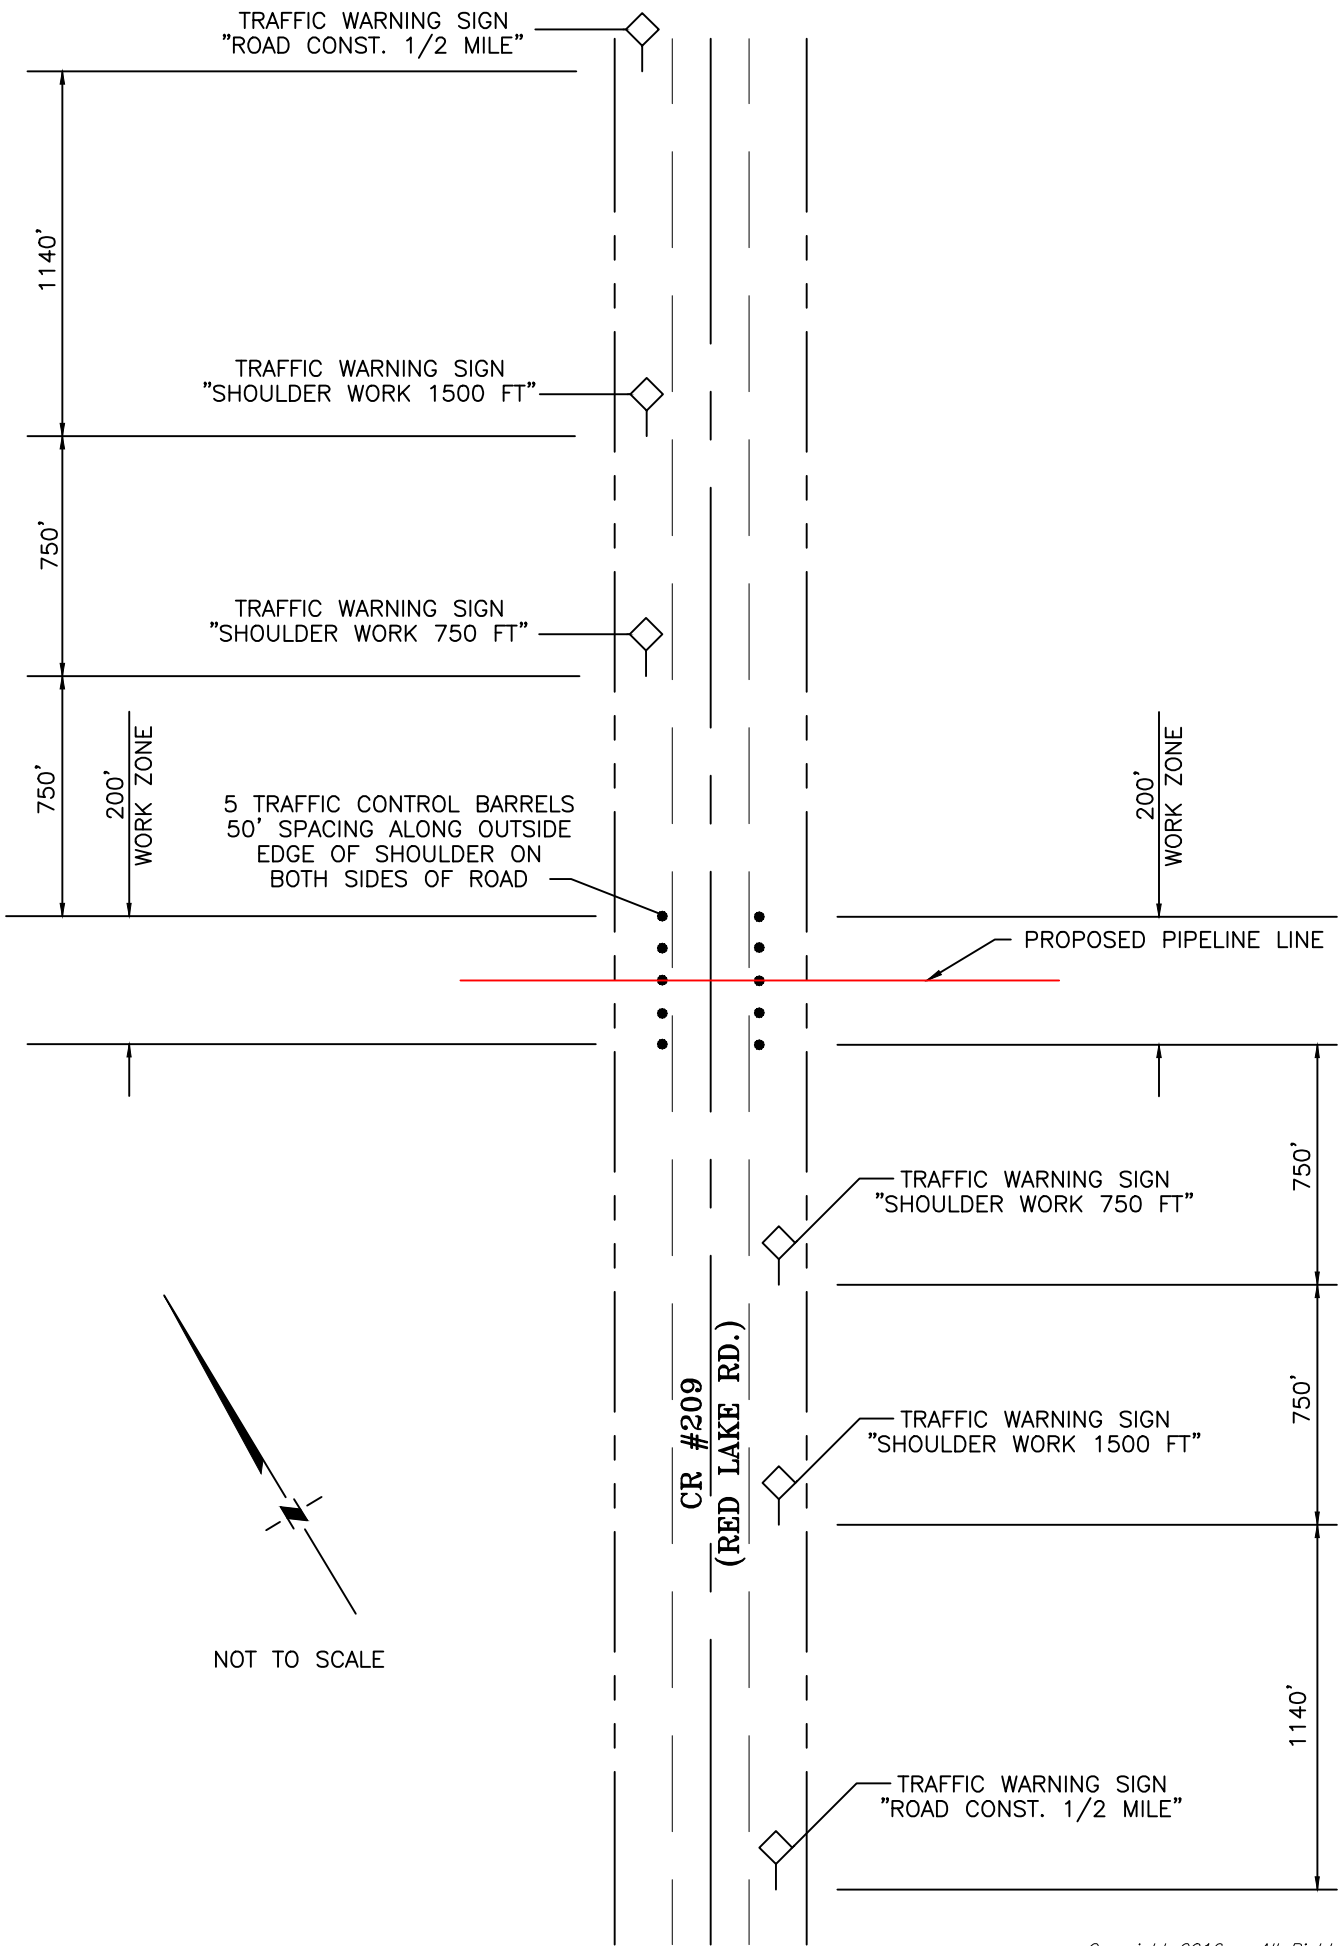 TRAFFIC WARNING SIGN
"ROAD CONST. 1/2 MILE"
1140'
TRAFFIC WARNING SIGN
"SHOULDER WORK 1500 FT"
750'
TRAFFIC WARNING SIGN
"SHOULDER WORK 750 FT"
750'
200'
WORK ZONE
5 TRAFFIC CONTROL BARRELS
50' SPACING ALONG OUTSIDE
EDGE OF SHOULDER ON
BOTH SIDES OF ROAD
200'
WORK ZONE
PROPOSED PIPELINE LINE
750'
TRAFFIC WARNING SIGN
"SHOULDER WORK 750 FT"
CR #209
(RED LAKE RD.)
750'
TRAFFIC WARNING SIGN
"SHOULDER WORK 1500 FT"
NOT TO SCALE
1140'
TRAFFIC WARNING SIGN
"ROAD CONST. 1/2 MILE"